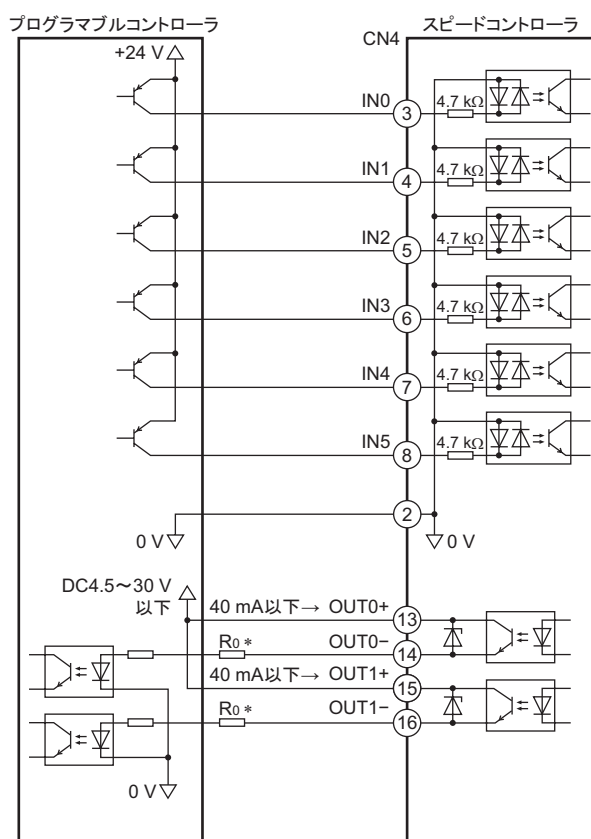 プログラマブルコントローラ
スピードコントローラ
CN4
+24 V
IN0
3
4.7 kΩ
IN1
4
4.7 kΩ
IN2
5
4.7 kΩ
IN3
6
4.7 kΩ
IN4
7
4.7 kΩ
IN5
8
4.7 kΩ
2
0 V
0 V
DC4.5～30 V
以下
40 mA以下→ OUT0+
13
R0 *
OUT0−
14
40 mA以下→ OUT1+
15
R0 *
OUT1−
16
0 V